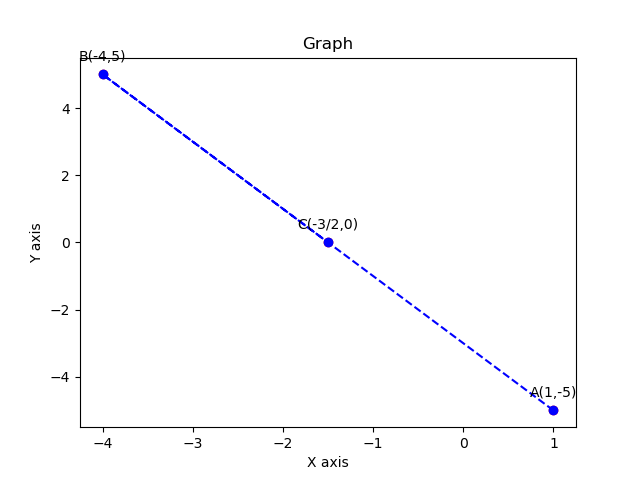 Graph
B(-4,5)
4
2
C(-3/2,0)
0
Y axis
−2
−4
A(1,-5)
−4 −3 −2 −1 0 1
X axis